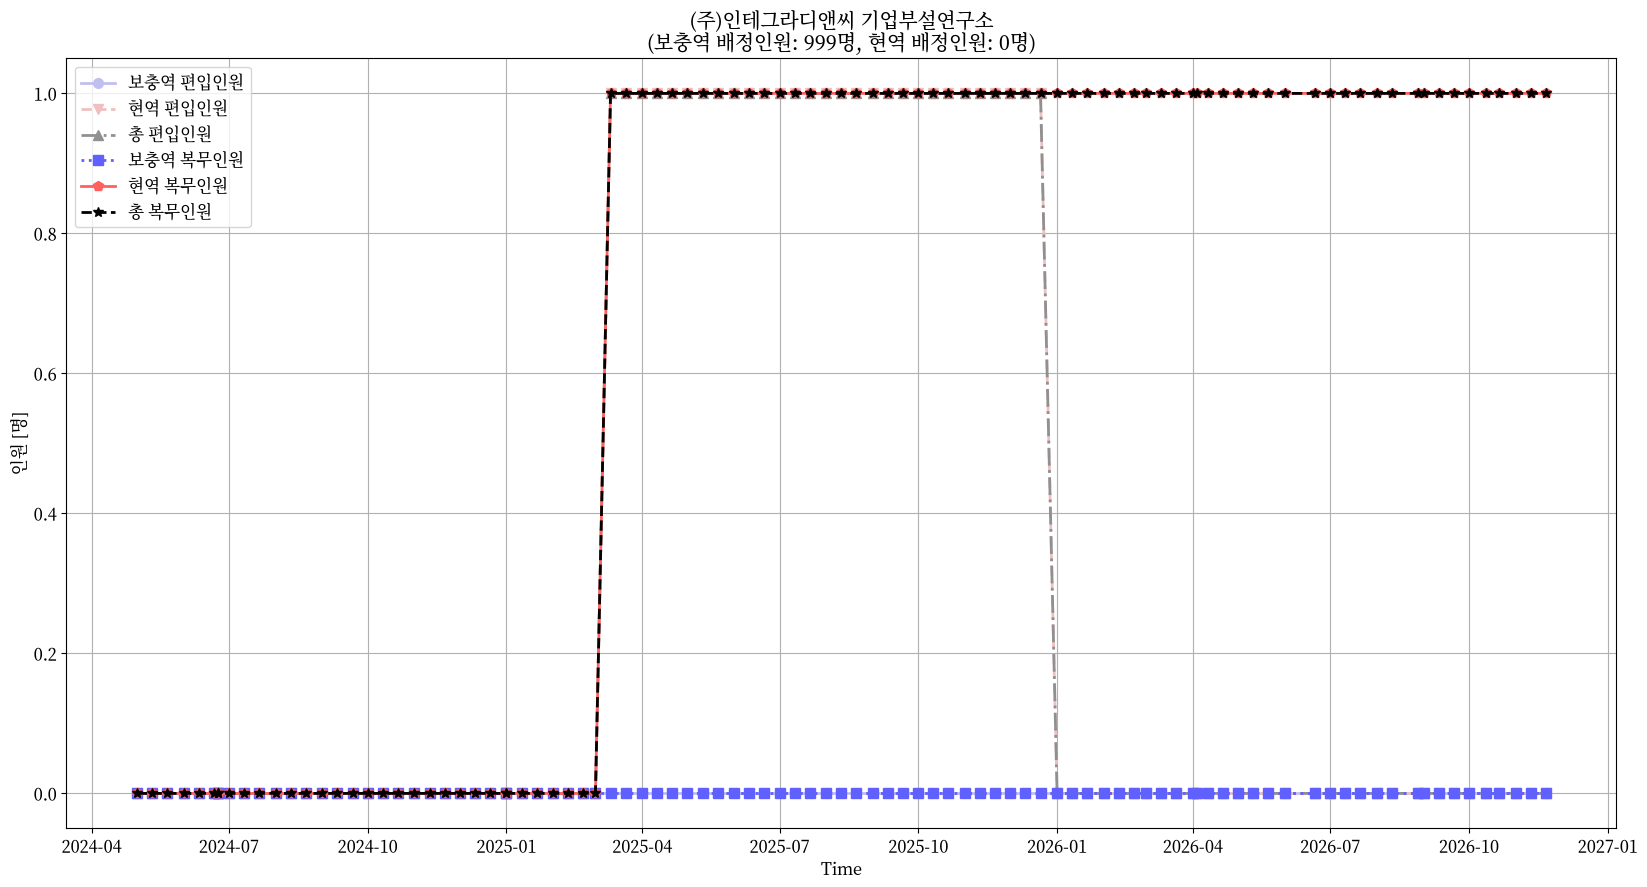 (주)인테그라디앤씨 기업부설연구소
(보충역 배정인원: 999명, 현역 배정인원: 0명)
보충역 편입인원
현역 편입인원
총 편입인원
보충역 복무인원
현역 복무인원
총 복무인원
1.0
0.8
0.6
0.4
0.2
0.0
인원 [명]
2024-04 2024-07 2024-10 2025-01 2025-04 2025-07 2025-10 2026-01 2026-04 2026-07 2026-10 2027-01
Time